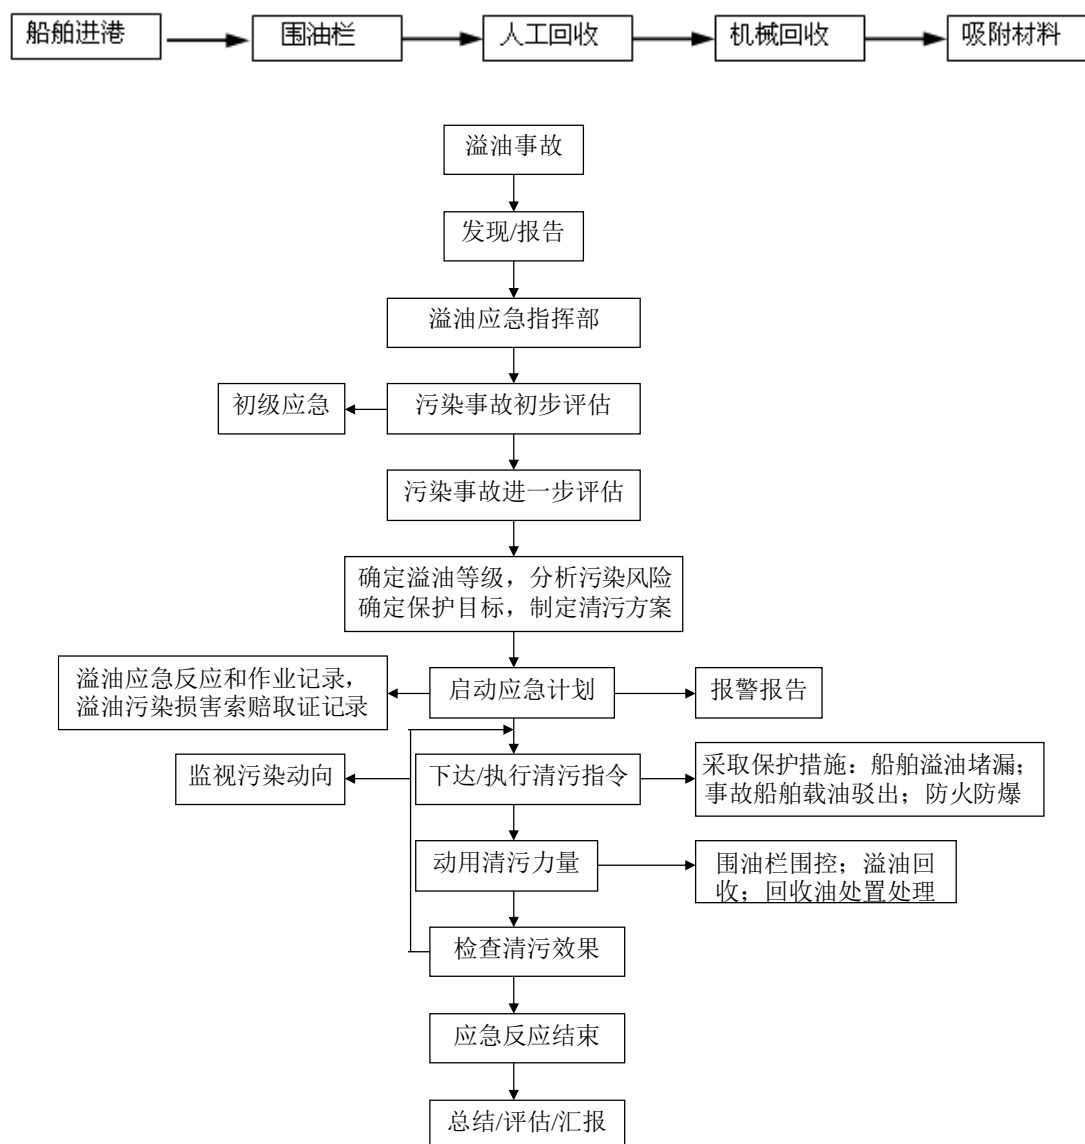 船舶进港
围油栏
人工回收
机械回收
吸附材料
溢油事故
发现/报告
溢油应急指挥部
初级应急
污染事故初步评估
污染事故进一步评估
确定溢油等级，分析污染风险
确定保护目标，制定清污方案
溢油应急反应和作业记录，
溢油污染损害索赔取证记录
启动应急计划
报警报告
监视污染动向
下达/执行清污指令
采取保护措施：船舶溢油堵漏；
事故船舶载油驳出；防火防爆
动用清污力量
围油栏围控；溢油回
收；回收油处置处理
检查清污效果
应急反应结束
总结/评估/汇报